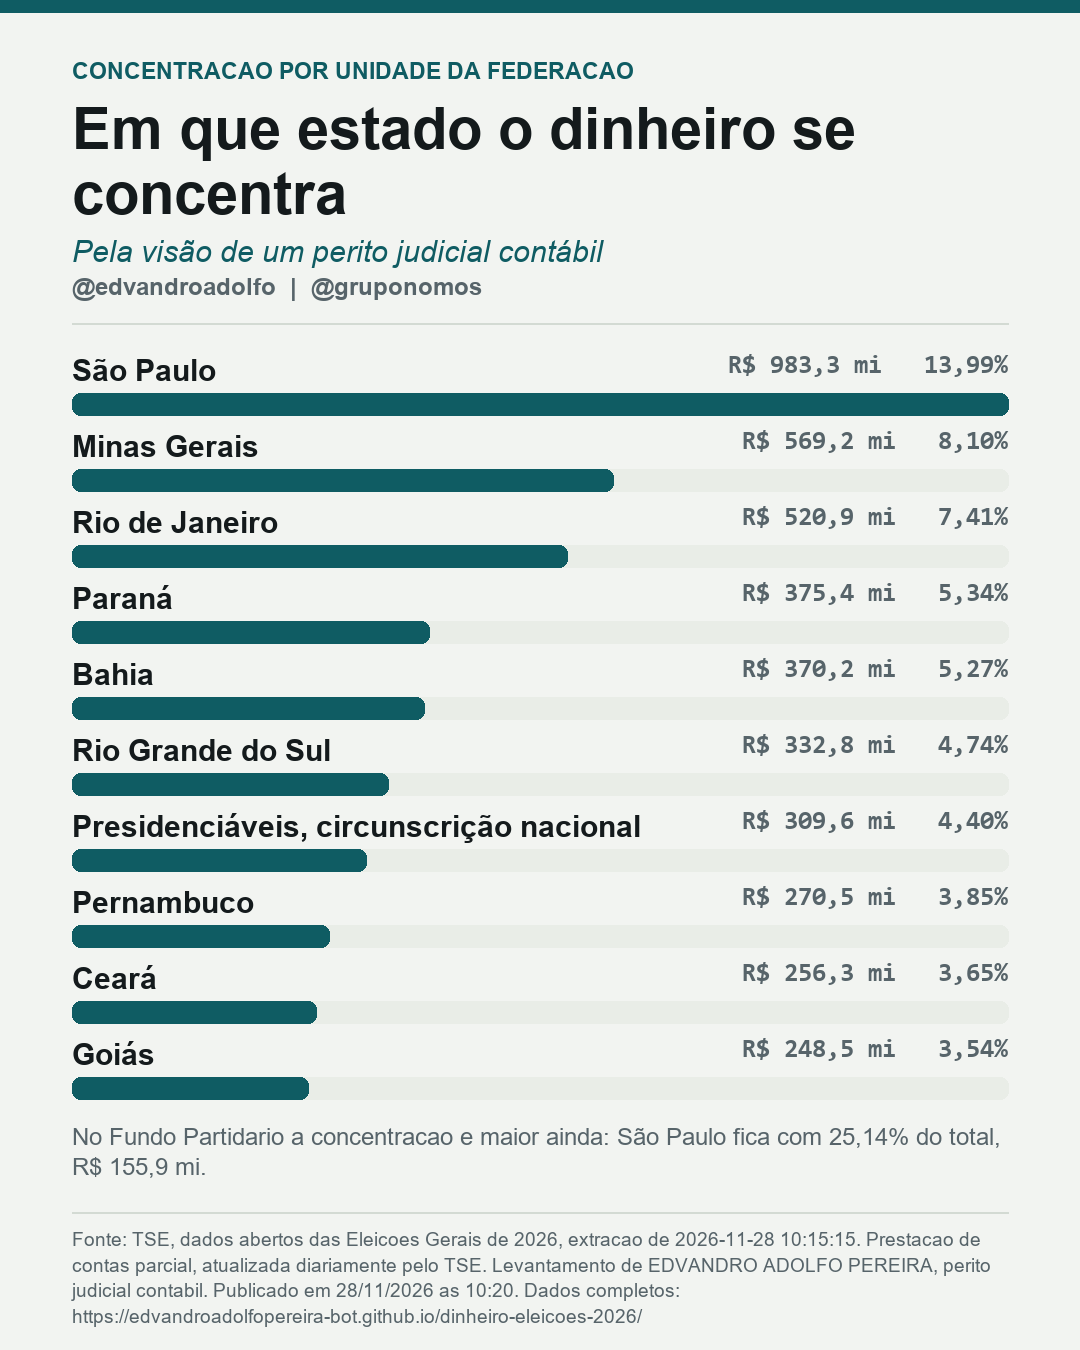 CONCENTRACAO POR UNIDADE DA FEDERACAO
Em que estado o dinheiro se
concentra
Pela visão de um perito judicial contábil
@edvandroadolfo | @gruponomos
São Paulo R$ 983,3 mi 13,99%
Minas Gerais R$ 569,2 mi 8,10%
Rio de Janeiro R$ 520,9 mi 7,41%
Paraná R$ 375,4 mi 5,34%
Bahia R$ 370,2 mi 5,27%
Rio Grande do Sul R$ 332,8 mi 4,74%
Presidenciáveis, circunscrição nacional R$ 309,6 mi 4,40%
Pernambuco R$ 270,5 mi 3,85%
Ceará R$ 256,3 mi 3,65%
Goiás R$ 248,5 mi 3,54%
No Fundo Partidario a concentracao e maior ainda: São Paulo fica com 25,14% do total,
R$ 155,9 mi.
Fonte: TSE, dados abertos das Eleicoes Gerais de 2026, extracao de 2026-11-28 10:15:15. Prestacao de
contas parcial, atualizada diariamente pelo TSE. Levantamento de EDVANDRO ADOLFO PEREIRA, perito
judicial contabil. Publicado em 28/11/2026 as 10:20. Dados completos:
https://edvandroadolfopereira-bot.github.io/dinheiro-eleicoes-2026/